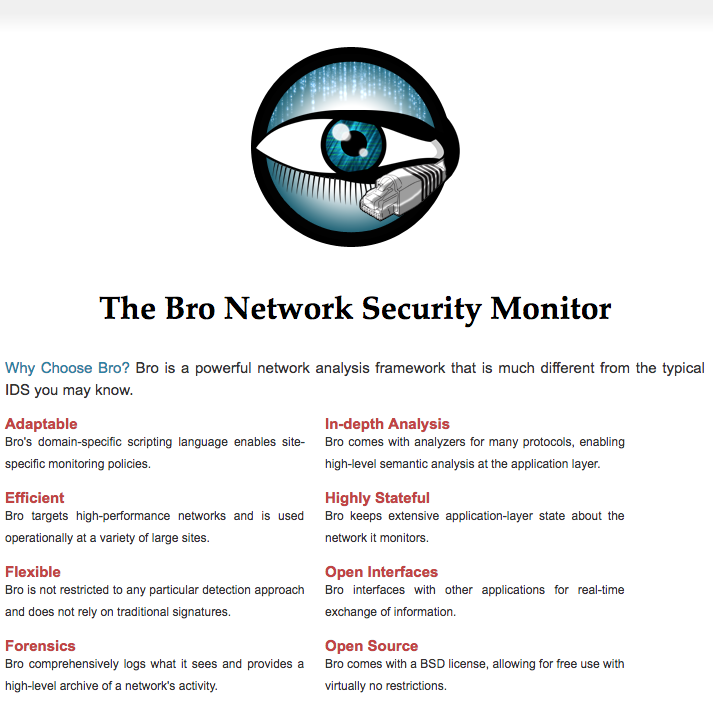 The Bro Network Security Monitor
Why Choose Bro? Bro is a powerful network analysis framework that is much different from the typical
IDS you may know.
Adaptable
Bro's domain-specific scripting language enables site-
specific monitoring policies.
Efficient
Bro targets high-performance networks and is used
operationally at a variety of large sites.
Flexible
Bro is not restricted to any particular detection approach
and does not rely on traditional signatures.
Forensics
Bro comprehensively logs what it sees and provides a
high-level archive of a network's activity.
In-depth Analysis
Bro comes with analyzers for many protocols, enabling
high-level semantic analysis at the application layer.
Highly Stateful
Bro keeps extensive application-layer state about the
network it monitors.
Open Interfaces
Bro interfaces with other applications for real-time
exchange of information.
Open Source
Bro comes with a BSD license, allowing for free use with
virtually no restrictions.